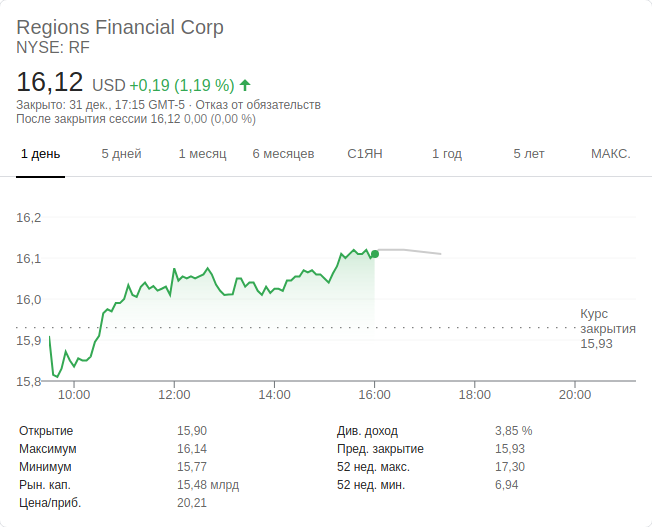 Regions Financial Corp
NYSE: RF
16,12 USD +0,19 (1,19 %)
Закрыто: 31 дек., 17:15 GMT-5 · Отказ от обязательств
После закрытия сессии 16,12 0,00 (0,00 %)
1 день 5 дней 1 месяц 6 месяцев С1ЯН 1 год 5 лет МАКС.
16,2
16,1
16,0
Курс закрытия 15,93
15,9
15,8
10:00 12:00 14:00 16:00 18:00 20:00
Открытие 15,90 Див. доход 3,85 %
Максимум 16,14 Пред. закрытие 15,93
Минимум 15,77 52 нед. макс. 17,30
Рын. кап. 15,48 млрд 52 нед. мин. 6,94
Цена/приб. 20,21